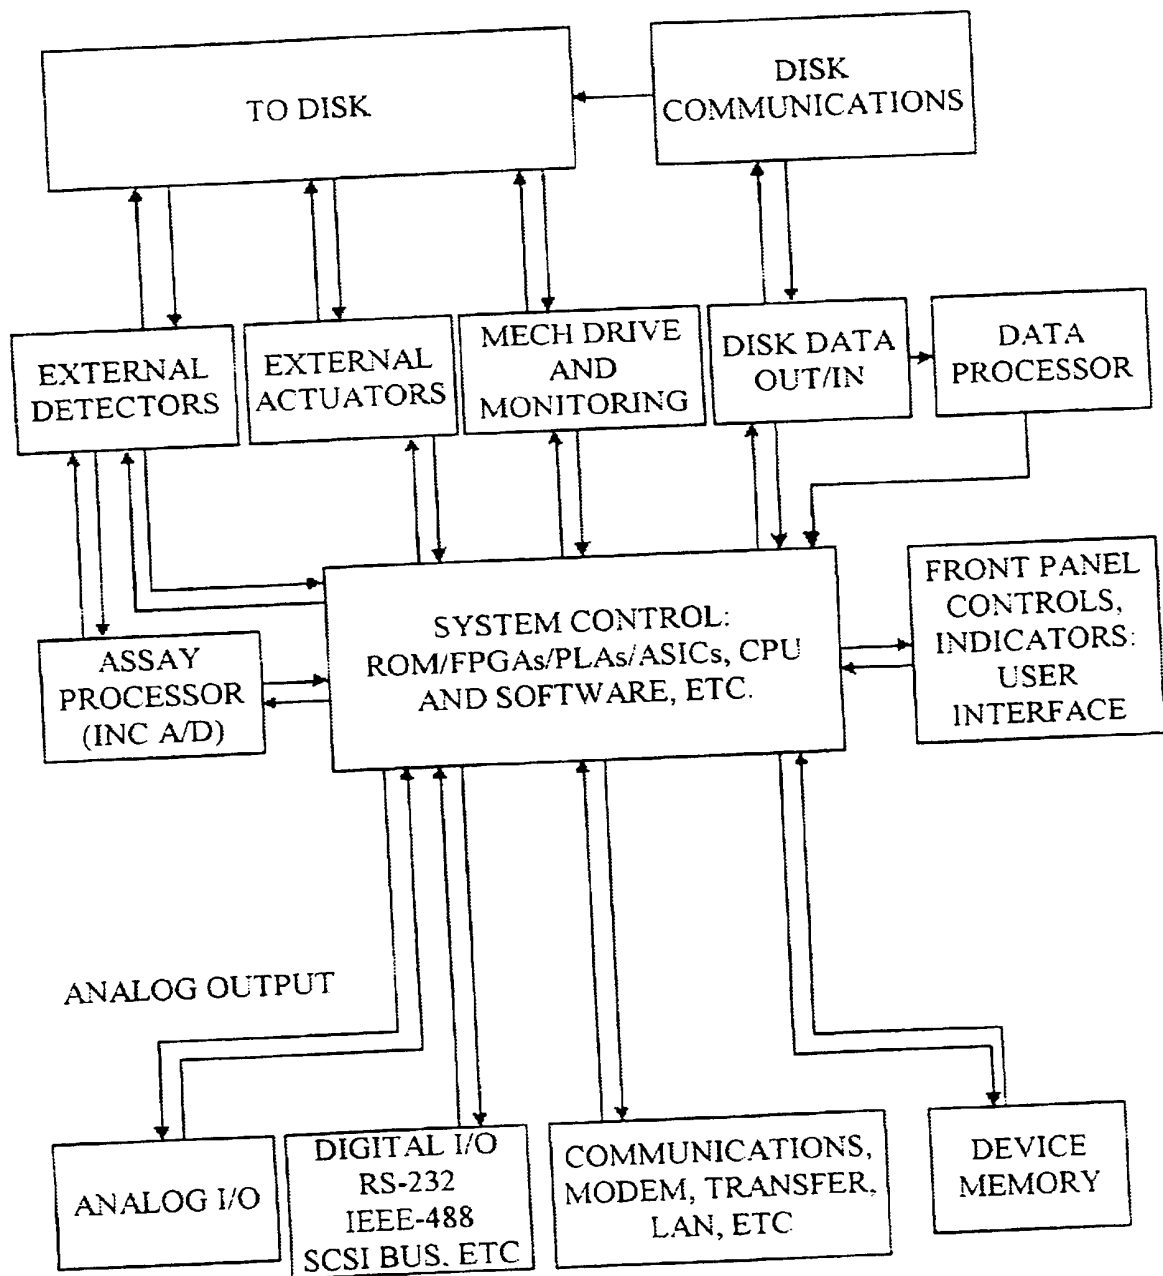 TO DISK
DISK
COMMUNICATIONS
EXTERNAL
DETECTORS
EXTERNAL
ACTUATORS
MECH DRIVE
AND
MONITORING
DISK DATA
OUT/IN
DATA
PROCESSOR
ASSAY
PROCESSOR
(INC A/D)
SYSTEM CONTROL:
ROM/FPGAs/PLAs/ASICs, CPU
AND SOFTWARE, ETC.
FRONT PANEL
CONTROLS,
INDICATORS:
USER
INTERFACE
ANALOG OUTPUT
ANALOG I/O
DIGITAL I/O
RS-232
IEEE-488
SCSI BUS, ETC
COMMUNICATIONS,
MODEM, TRANSFER,
LAN, ETC
DEVICE
MEMORY